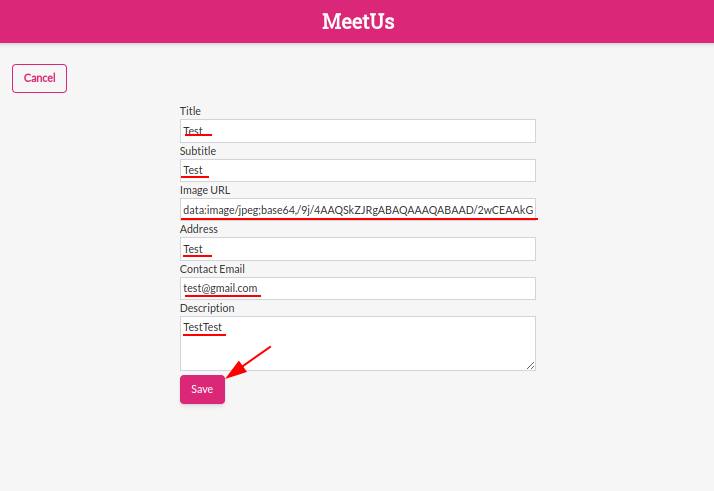 MeetUs
Cancel
Title
Test
Subtitle
Test
Image URL
data:image/jpeg;base64,/9j/4AAQSkZJRgABAQAAAQABAAD/2wCEAAkG
Address
Test
Contact Email
test@gmail.com
Description
TestTest
Save